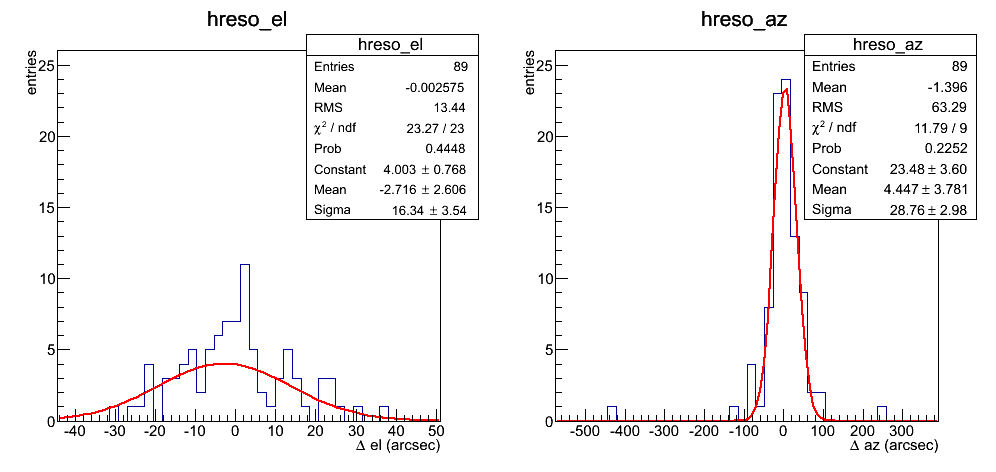 hreso_el
hreso_el
Entries 89
Mean -0.002575
RMS 13.44
χ² / ndf 23.27 / 23
Prob 0.4448
Constant 4.003 ± 0.768
Mean -2.716 ± 2.606
Sigma 16.34 ± 3.54
entries
25
20
15
10
5
0
-40 -30 -20 -10 0 10 20 30 40 50
Δ el (arcsec)
hreso_az
hreso_az
Entries 89
Mean -1.396
RMS 63.29
χ² / ndf 11.79 / 9
Prob 0.2252
Constant 23.48 ± 3.60
Mean 4.447 ± 3.781
Sigma 28.76 ± 2.98
entries
25
20
15
10
5
0
-500 -400 -300 -200 -100 0 100 200 300
Δ az (arcsec)